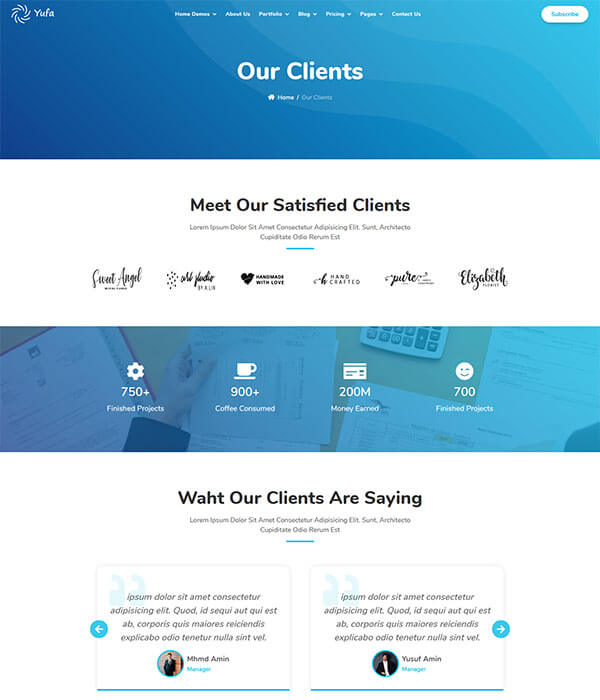 Yufa
Home Demos
About Us
Portfolio
Blog
Pricing
Pages
Contact Us
Subscribe
Our Clients
Home / Our Clients
Meet Our Satisfied Clients
Lorem Ipsum Dolor Sit Amet Consectetur Adipisicing Elit. Sunt, Architecto
Cupiditate Odio Rerum Est
Sweet Angel
art studio
BY A.LIN
HANDMADE
WITH LOVE
h HAND
CRAFTED
pure
Elizabeth
FLORIST
750+
Finished Projects
900+
Coffee Consumed
200M
Money Earned
700
Finished Projects
Waht Our Clients Are Saying
Lorem Ipsum Dolor Sit Amet Consectetur Adipisicing Elit. Sunt, Architecto
Cupiditate Odio Rerum Est
ipsum dolor sit amet consectetur
adipisicing elit. Quod, id sequi aut qui est
ab, corporis quis maiores reiciendis
explicabo odio tenetur nulla sint vel.
Mhmd Amin
Manager
ipsum dolor sit amet consectetur
adipisicing elit. Quod, id sequi aut qui est
ab, corporis quis maiores reiciendis
explicabo odio tenetur nulla sint vel.
Yusuf Amin
Manager